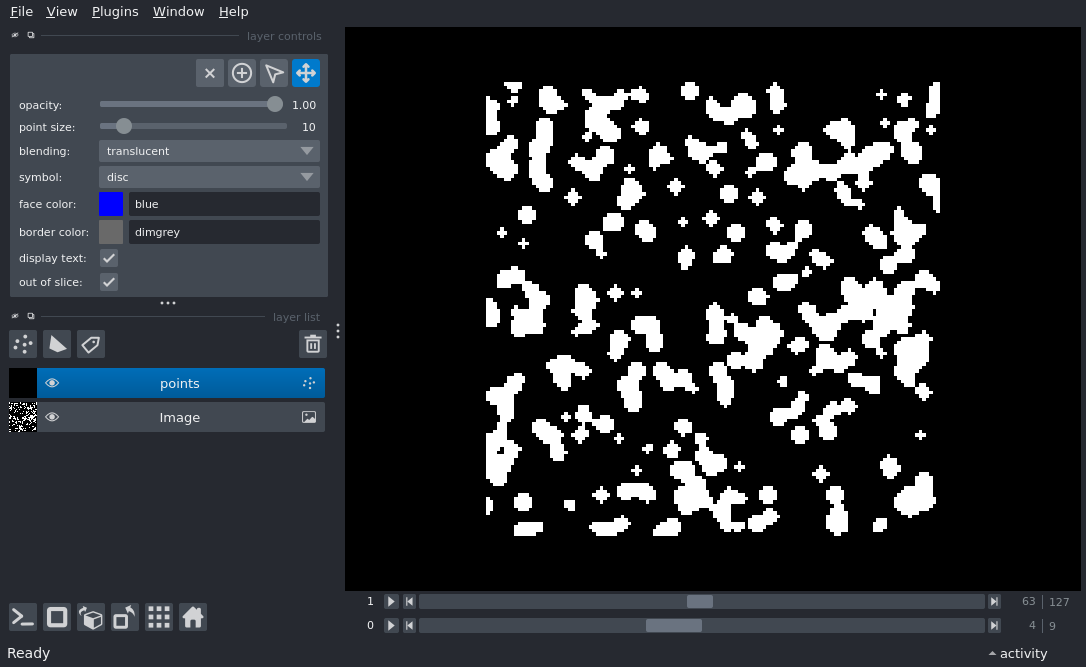 File View Plugins Window Help
layer controls
opacity: 1.00
point size: 10
blending: translucent
symbol: disc
face color: blue
border color: dimgrey
display text:
out of slice:
layer list
points
Image
1 63 127
0 4 9
Ready activity